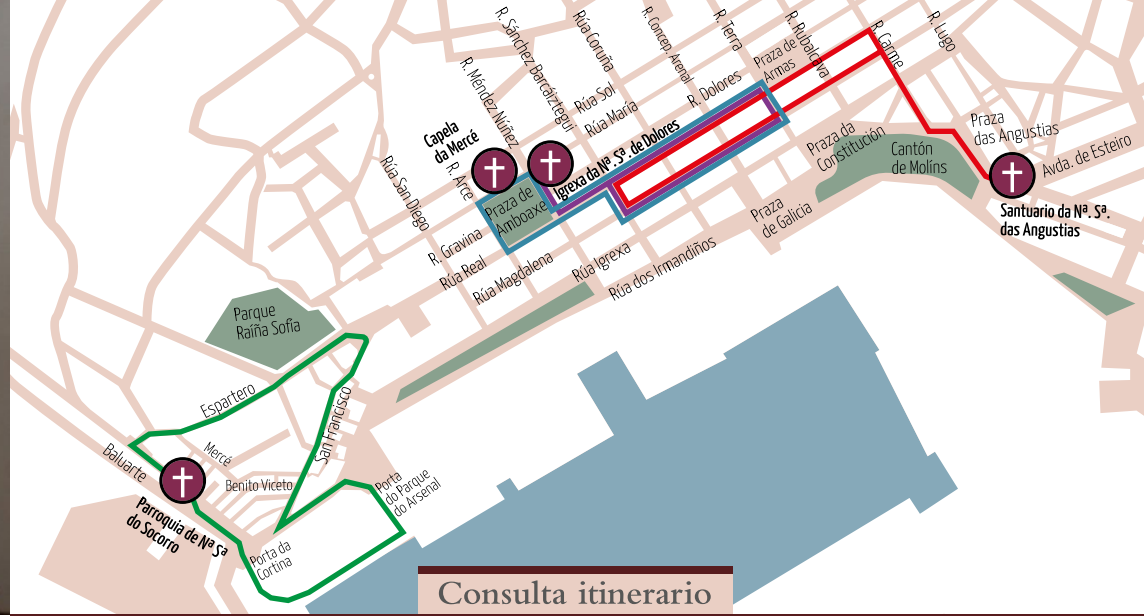 R. Sánchez Barcáiztegui
Rúa Coruña
R. Concep. Arenal
R. Terra
R. Rubalcava
R. Carme
R. Lugo
R. Méndez Núñez
Praza de
Armas
Rúa Sol
Rúa María
R. Dolores
Capela
da Mercé
Igrexa da Nª. Sª. de Dolores
Praza
das Angustias
Praza da
Constitución
Cantón
de Molíns
Avda. de Esteiro
Rúa San Diego
R. Arce
Praza de
Amboaxe
Santuario da Nª. Sª.
das Angustias
Praza
de Galicia
R. Gravina
Rúa Real
Rúa Magdalena
Rúa Igrexa
Rúa dos Irmandiños
Parque
Raíña Sofía
Espartero
San Francisco
Baluarte
Mercé
Benito Viceto
Porta
do Parque
do Arsenal
Parroquia de Nª Sª
do Socorro
Porta da
Cortina
Consulta itinerario